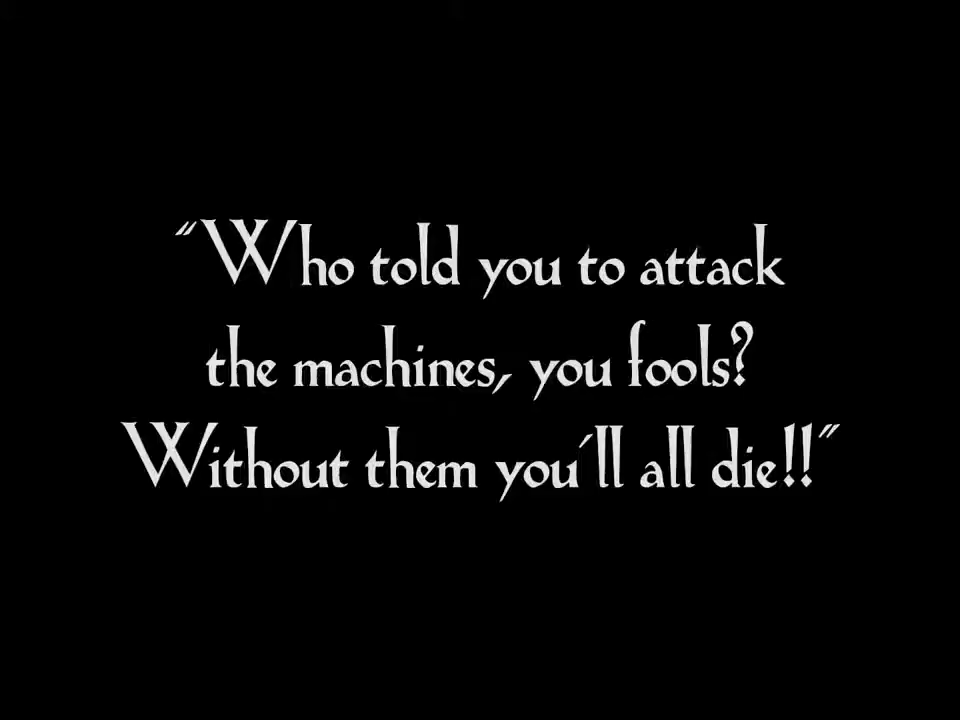 “Who told you to attack
the machines, you fools?
Without them you´ll all die!!”